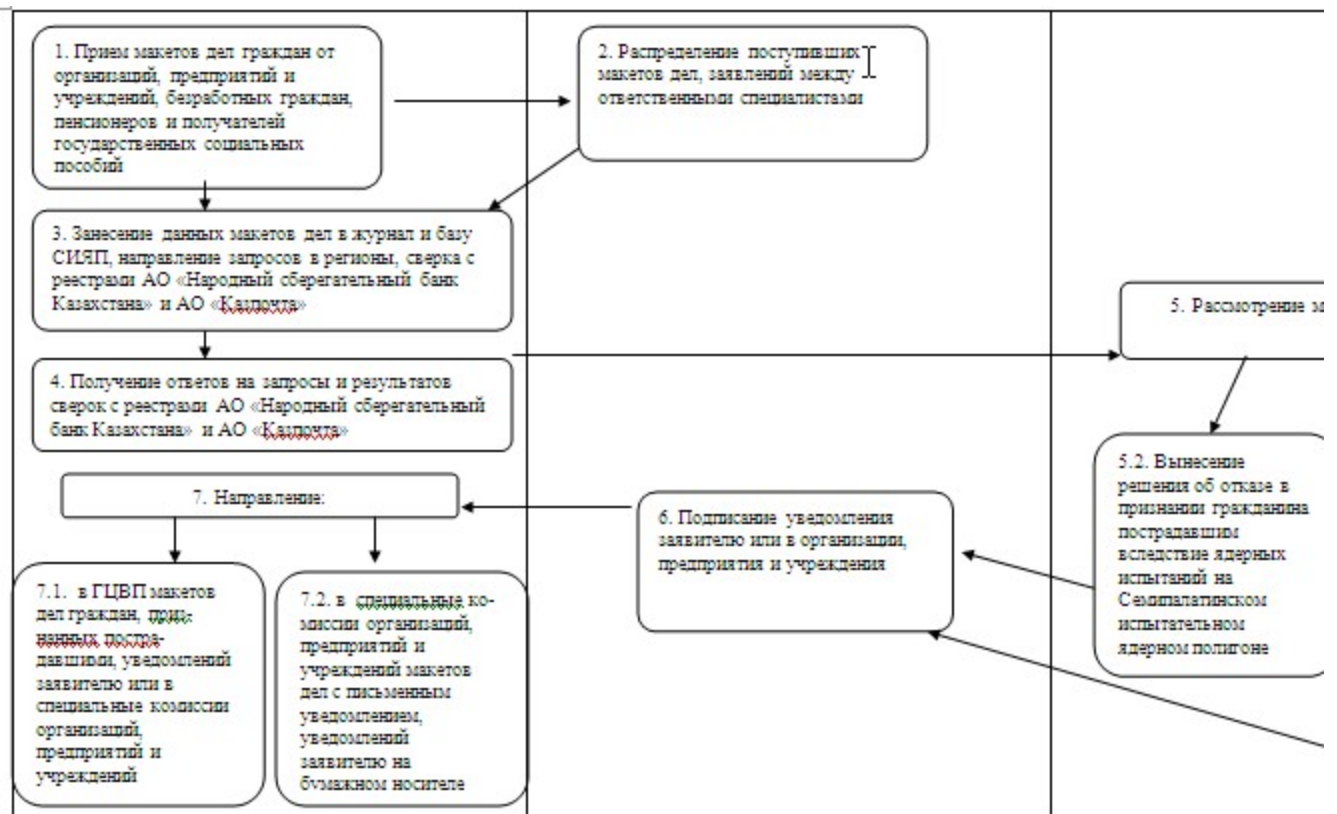 1. Прием макетов дел граждан от
организаций, предприятий и
учреждений, безработных граждан,
пенсионеров и получателей
государственных социальных
пособий
2. Распределение поступивших
макетов дел, заявлений между
ответственными специалистами
3. Занесение данных макетов дел в журнал и базу
СИЯП, направление запросов в регионы, сверка с
реестрами АО «Народный сберегательный банк
Казахстана» и АО «Казпочта»
4. Получение ответов на запросы и результатов
сверок с реестрами АО «Народный сберегательный
банк Казахстана» и АО «Казпочта»
5. Рассмотрение м
5.2. Вынесение
решения об отказе в
признании гражданина
пострадавшим
вследствие ядерных
испытаний на
Семипалатинском
испытательном
ядерном полигоне
6. Подписание уведомления
заявителю или в организации,
предприятия и учреждения
7. Направление:
7.1. в ГЦВП макетов
дел граждан, приз-
нанных постра-
давшими, уведомлений
заявителю или в
специальные комиссии
организаций,
предприятий и
учреждений
7.2. в специальные ко-
миссии организаций,
предприятий и
учреждений макетов
дел с письменным
уведомлением,
уведомлений
заявителю на
бумажном носителе